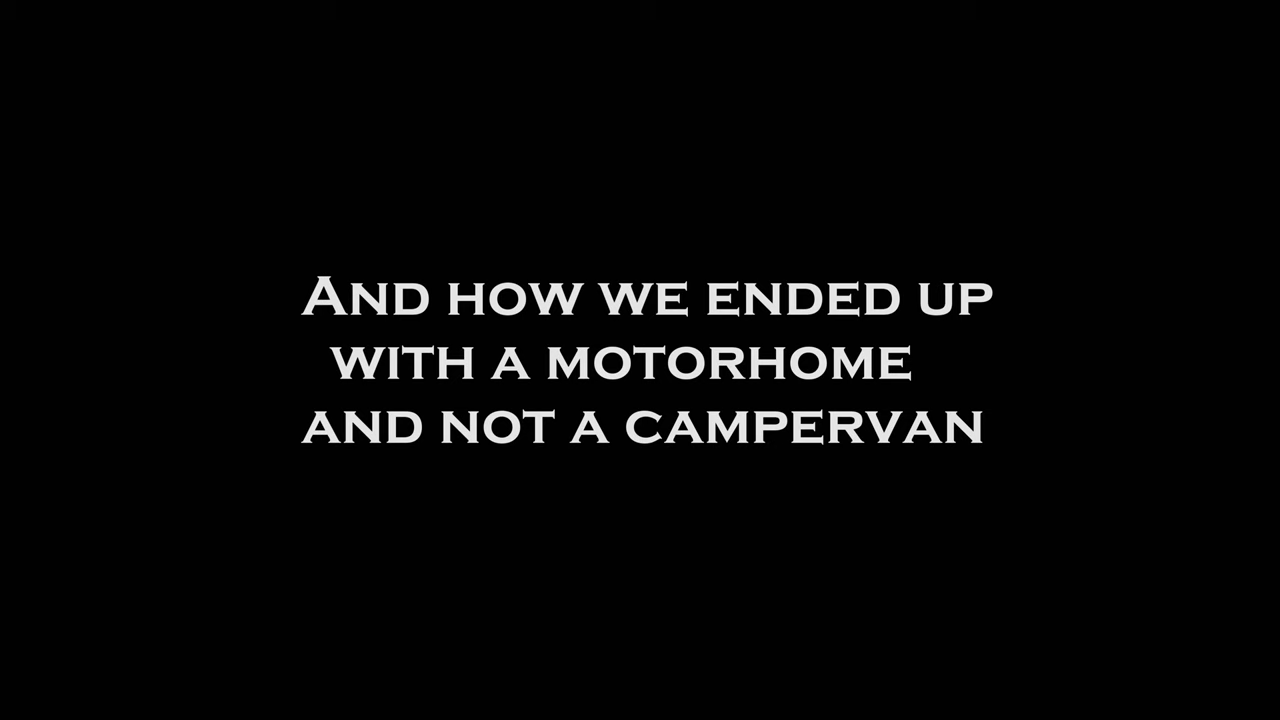 And how we ended up
with a motorhome
and not a campervan